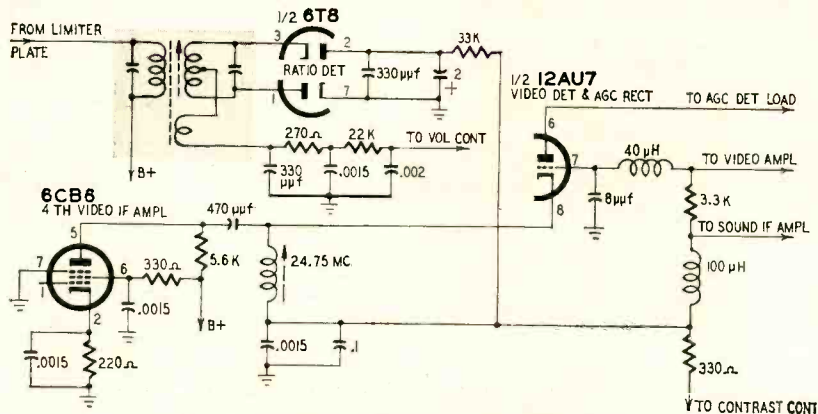 FROM LIMITER
PLATE
1/2 6T8
3
2
33K
RATIO DET
330μμf
2
+
1
7
1/2 12AU7
VIDEO DET & AGC RECT
TO AGC DET LOAD
6
270Ω
22K
TO VOL CONT
B+
330
μμf
.0015
.002
40μH
TO VIDEO AMPL
7
8μμf
3.3K
8
6CB6
4 TH VIDEO IF AMPL
470μμf
TO SOUND IF AMPL
5
5.6K
24.75 MC.
100μH
7
6
330Ω
1
.0015
B+
2
.0015
220Ω
.0015
.1
330Ω
TO CONTRAST CONT